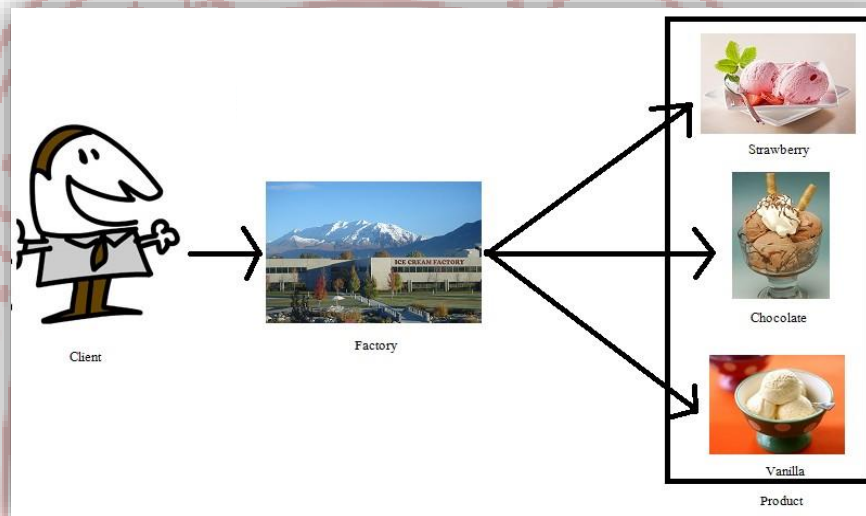 Client
ICE CREAM FACTORY
Factory
Strawberry
Chocolate
Vanilla
Product